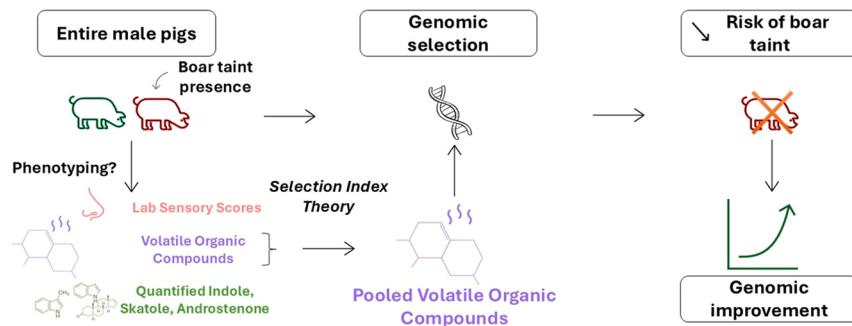 Entire male pigs
Boar taint
presence
Phenotyping?
Lab Sensory Scores
Volatile Organic
Compounds
Quantified Indole,
Skatole, Androstenone
CH₃
Selection Index
Theory
Genomic
selection
Pooled Volatile Organic
Compounds
Risk of boar
taint
Genomic
improvement